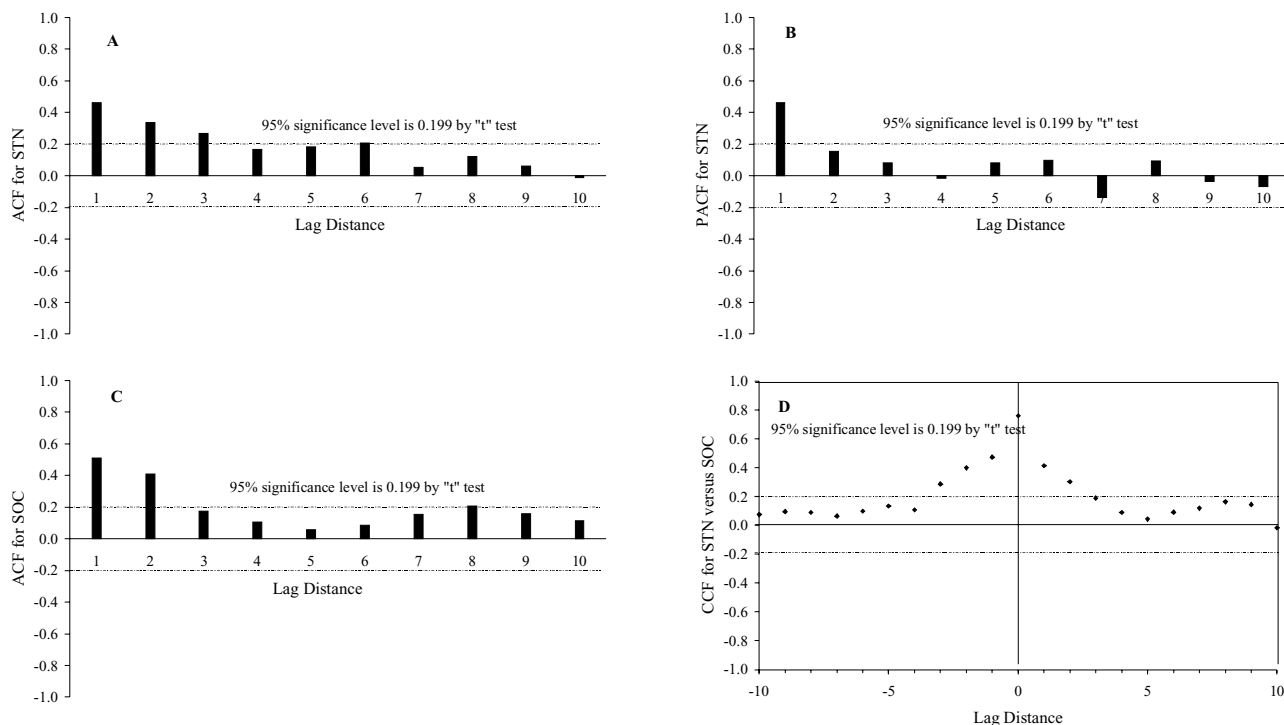 A
ACF for STN
1.0
0.8
0.6
0.4
0.2
0.0
-0.2
-0.4
-0.6
-0.8
-1.0
95% significance level is 0.199 by "t" test
1 2 3 4 5 6 7 8 9 10
Lag Distance
B
PACF for STN
1.0
0.8
0.6
0.4
0.2
0.0
-0.2
-0.4
-0.6
-0.8
-1.0
95% significance level is 0.199 by "t" test
1 2 3 4 5 6 7 8 9 10
Lag Distance
C
ACF for SOC
1.0
0.8
0.6
0.4
0.2
0.0
-0.2
-0.4
-0.6
-0.8
-1.0
95% significance level is 0.199 by "t" test
1 2 3 4 5 6 7 8 9 10
Lag Distance
D
CCF for STN versus SOC
1.0
0.8
0.6
0.4
0.2
0.0
-0.2
-0.4
-0.6
-0.8
-1.0
95% significance level is 0.199 by "t" test
-10 -5 0 5 10
Lag Distance